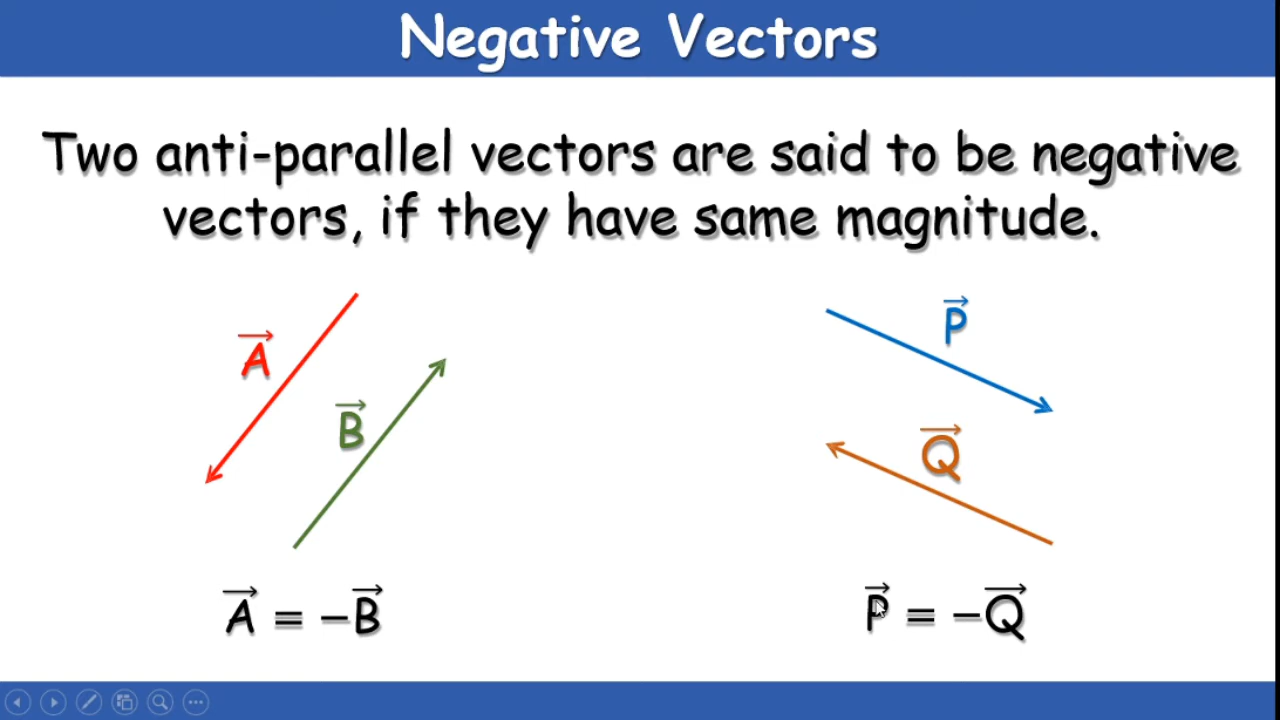 Negative Vectors
Two anti-parallel vectors are said to be negative
vectors, if they have same magnitude.
A⃗
B⃗
P⃗
Q⃗
A⃗ = −B⃗
P⃗ = −Q⃗